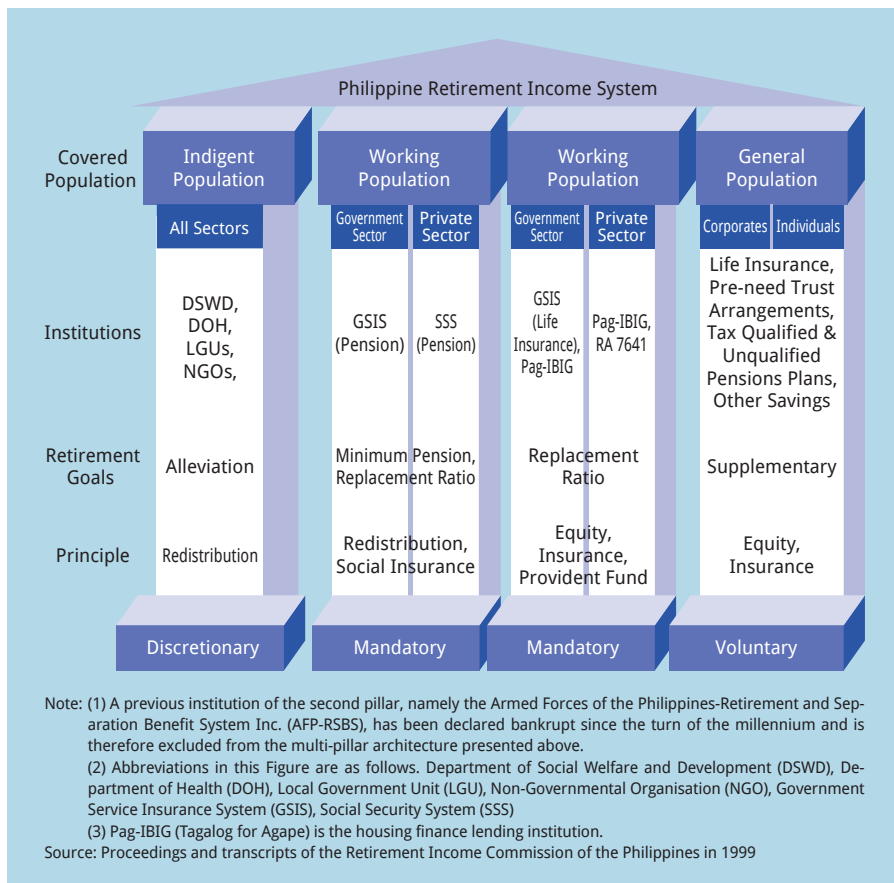 Philippine Retirement Income System
Covered
Population
Indigent
Population
Working
Population
Working
Population
General
Population
All Sectors
Government
Sector
Private
Sector
Government
Sector
Private
Sector
Corporates
Individuals
Institutions
DSWD,
DOH,
LGUs,
NGOs,
GSIS
(Pension)
SSS
(Pension)
GSIS
(Life
Insurance),
Pag-IBIG
Pag-IBIG,
RA 7641
Life Insurance,
Pre-need Trust
Arrangements,
Tax Qualified &
Unqualified
Pensions Plans,
Other Savings
Retirement
Goals
Alleviation
Minimum Pension,
Replacement Ratio
Replacement
Ratio
Supplementary
Principle
Redistribution
Redistribution,
Social Insurance
Equity,
Insurance,
Provident Fund
Equity,
Insurance
Discretionary
Mandatory
Mandatory
Voluntary
Note: (1) A previous institution of the second pillar, namely the Armed Forces of the Philippines-Retirement and Sep-
aration Benefit System Inc. (AFP-RSBS), has been declared bankrupt since the turn of the millennium and is
therefore excluded from the multi-pillar architecture presented above.
(2) Abbreviations in this Figure are as follows. Department of Social Welfare and Development (DSWD), De-
partment of Health (DOH), Local Government Unit (LGU), Non-Governmental Organisation (NGO), Government
Service Insurance System (GSIS), Social Security System (SSS)
(3) Pag-IBIG (Tagalog for Agape) is the housing finance lending institution.
Source: Proceedings and transcripts of the Retirement Income Commission of the Philippines in 1999